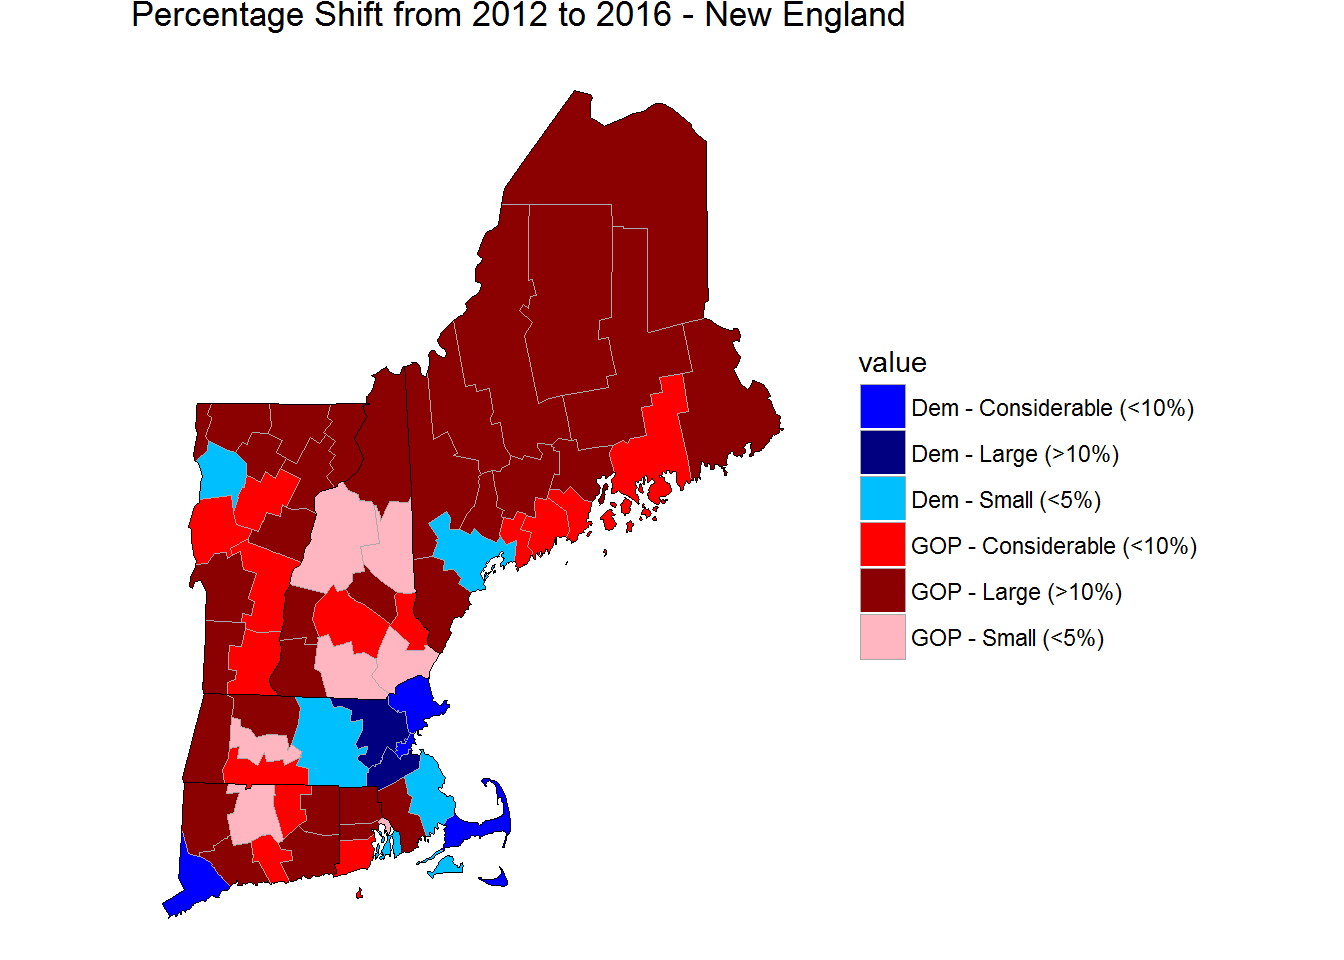 Percentage Shift from 2012 to 2016 - New England
value
Dem - Considerable (<10%)
Dem - Large (>10%)
Dem - Small (<5%)
GOP - Considerable (<10%)
GOP - Large (>10%)
GOP - Small (<5%)